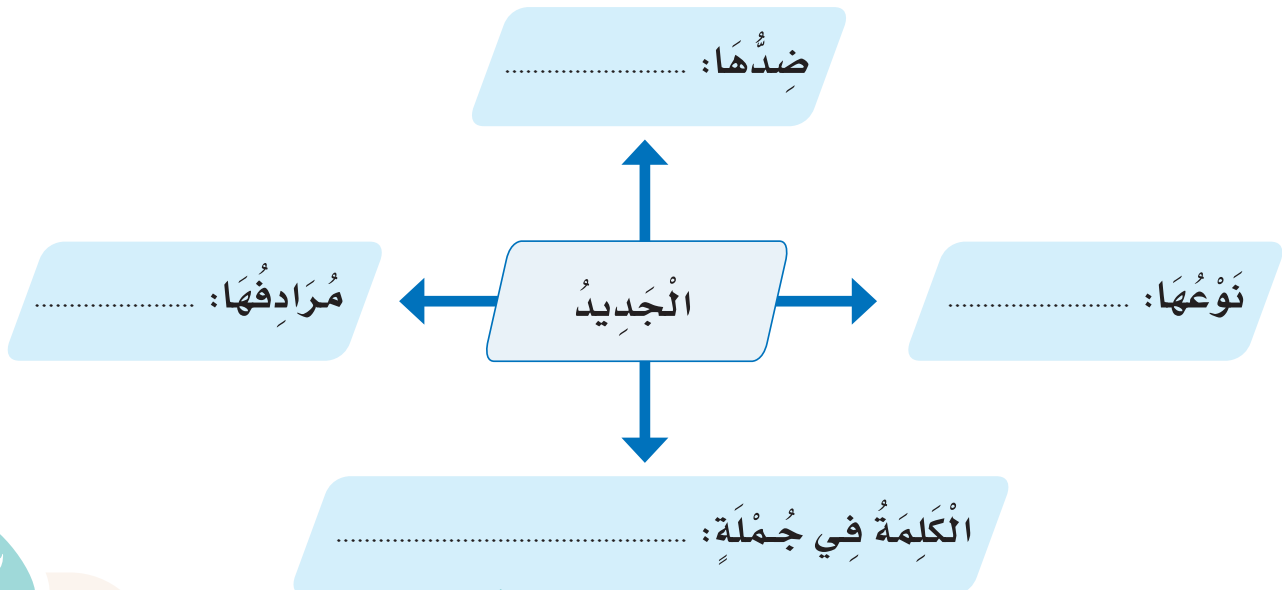 ضِدُّهَا: ..........................
نَوْعُهَا: ..........................
الْجَدِيدُ
مُرَادِفُهَا: .......................
الْكَلِمَةُ فِي جُمْلَةٍ: ..................................................